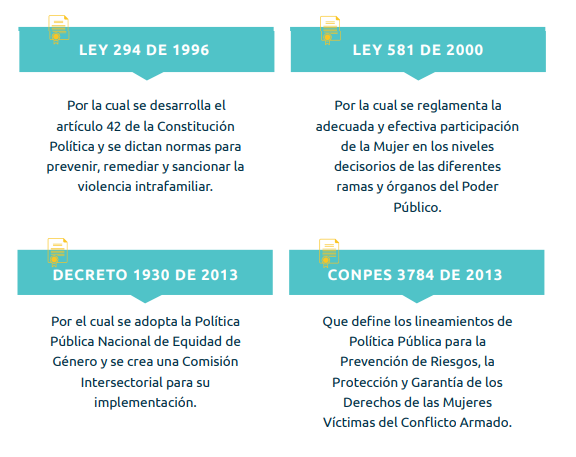 LEY 294 DE 1996
Por la cual se desarrolla el
artículo 42 de la Constitución
Política y se dictan normas para
prevenir, remediar y sancionar la
violencia intrafamiliar.
LEY 581 DE 2000
Por la cual se reglamenta la
adecuada y efectiva participación
de la Mujer en los niveles
decisorios de las diferentes
ramas y órganos del Poder
Público.
DECRETO 1930 DE 2013
Por el cual se adopta la Política
Pública Nacional de Equidad de
Género y se crea una Comisión
Intersectorial para su
implementación.
CONPES 3784 DE 2013
Que define los lineamientos de
Política Pública para la
Prevención de Riesgos, la
Protección y Garantía de los
Derechos de las Mujeres
Víctimas del Conflicto Armado.